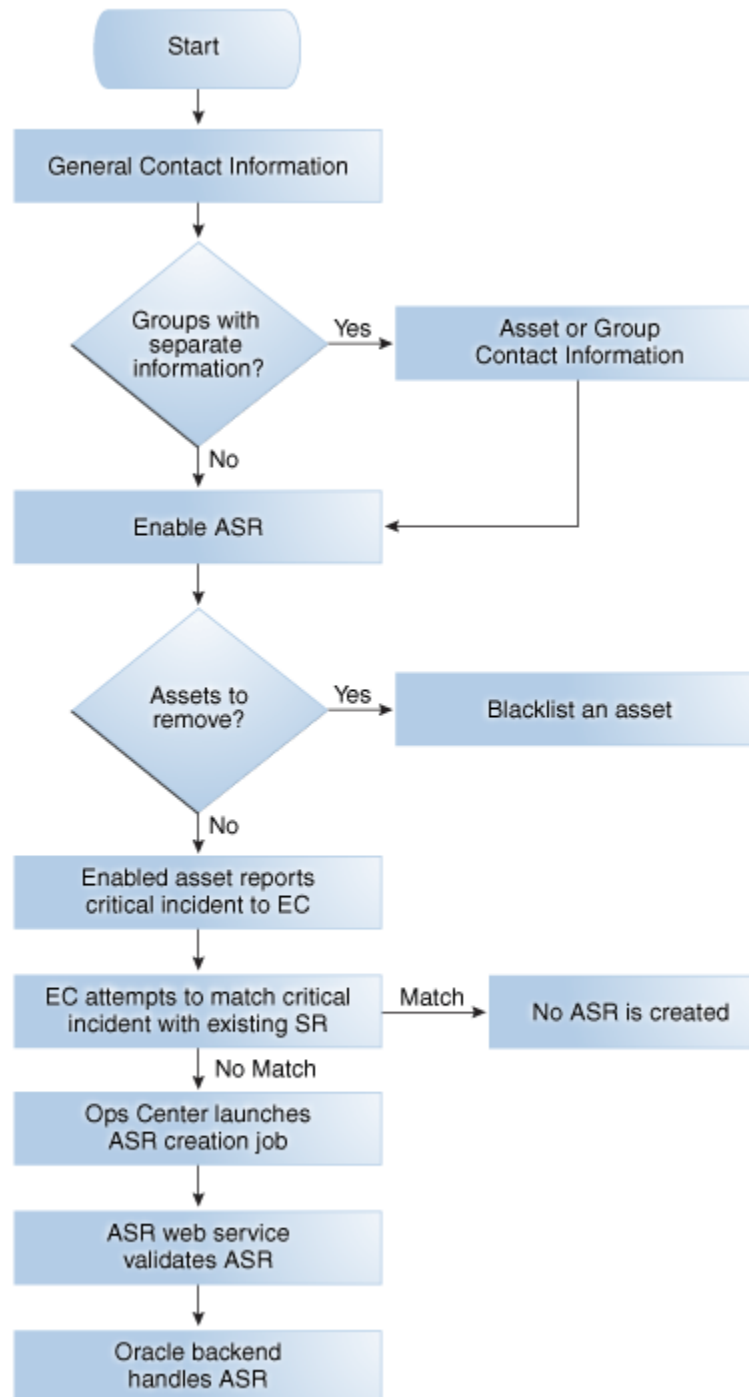 Start
General Contact Information
Groups with
separate
information?
Yes
Asset or Group
Contact Information
No
Enable ASR
Assets to
remove?
Yes
Blacklist an asset
No
Enabled asset reports
critical incident to EC
EC attempts to match critical
incident with existing SR
Match
No ASR is created
No Match
Ops Center launches
ASR creation job
ASR web service
validates ASR
Oracle backend
handles ASR